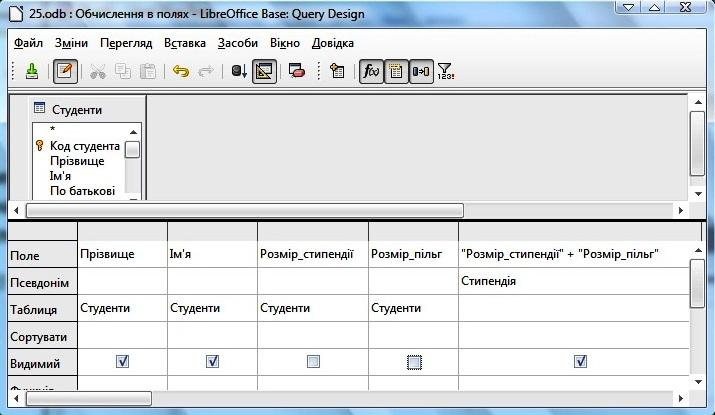 25.odb : Обчислення в полях - LibreOffice Base: Query Design
Файл Зміни Перегляд Вставка Засоби Вікно Довідка
f(x) 123!
Студенти
*
Код студента
Прізвище
Ім'я
По батькові
Поле Прізвище Ім'я Розмір_стипендії Розмір_пільг "Розмір_стипендії" + "Розмір_пільг"
Псевдонім Стипендія
Таблиця Студенти Студенти Студенти Студенти
Сортувати
Видимий